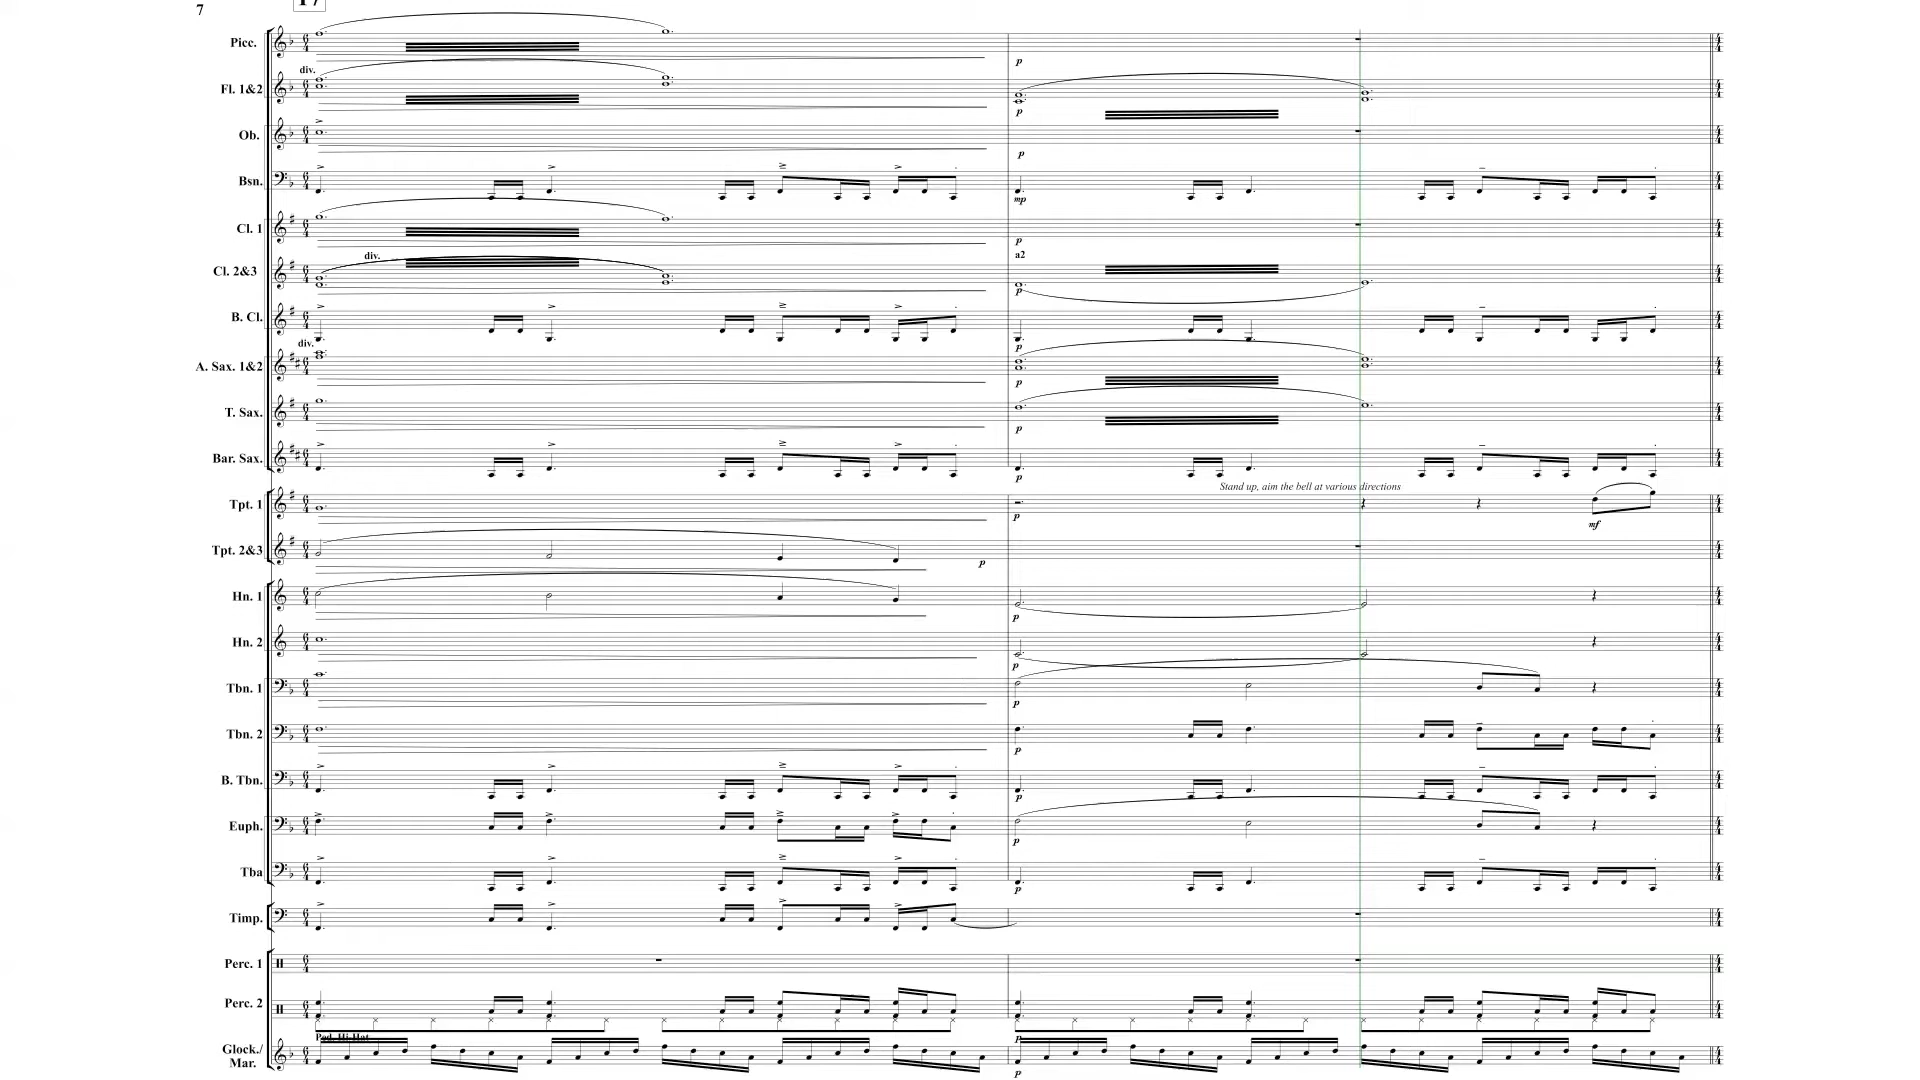 7
17
Picc.
p
div.
Fl. 1&2
p
Ob.
p
Bsn.
mp
Cl. 1
p
div.
a2
Cl. 2&3
p
B. Cl.
p
div.
A. Sax. 1&2
p
T. Sax.
p
Bar. Sax.
p
Stand up, aim the bell at various directions
Tpt. 1
p
mf
Tpt. 2&3
p
Hn. 1
p
Hn. 2
p
Tbn. 1
p
Tbn. 2
p
B. Tbn.
p
Euph.
p
Tba
p
Timp.
Perc. 1
Perc. 2
Ped. Hi-Hat
p
Glock./
Mar.
p